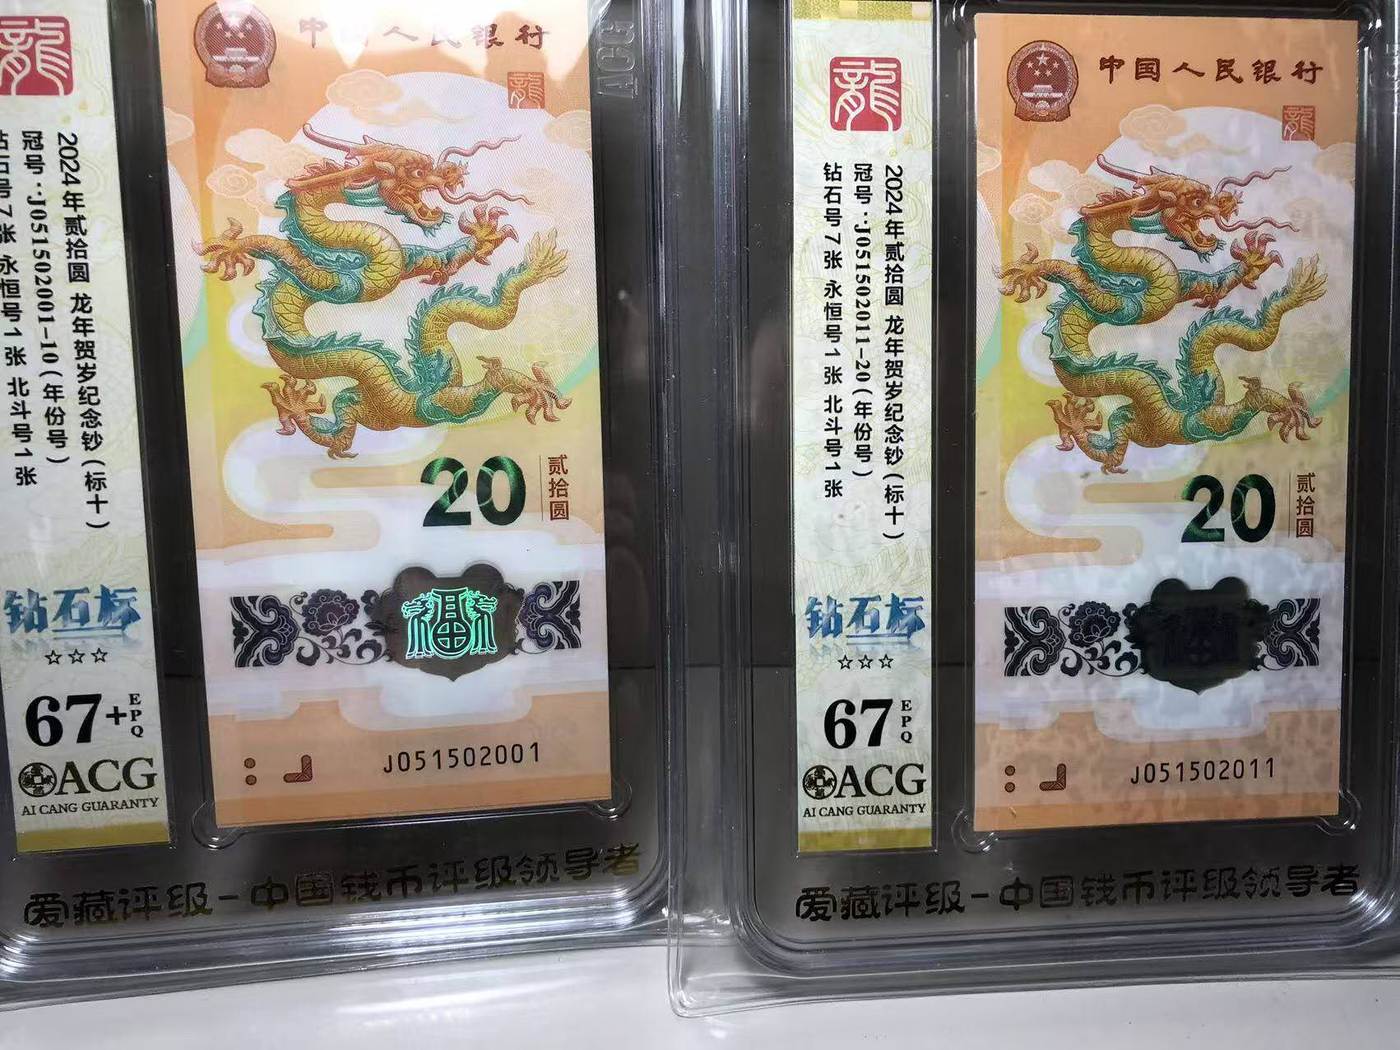 龍
2024年贰拾圆 龙年贺岁纪念钞(标十)
冠号:J051502001-10(年份号)
钻石号7张 永恒号1张 北斗号1张
钻石标
☆☆☆
67+
EPQ
ACG
AI CANG GUARANTY
中国人民银行
龍
20
贰拾圆
福
J051502001
ACG
爱藏评级-中国钱币评级领导者
龍
2024年贰拾圆 龙年贺岁纪念钞(标十)
冠号:J051502011-20(年份号)
钻石号7张 永恒号1张 北斗号1张
钻石标
☆☆☆
67
EPQ
ACG
AI CANG GUARANTY
中国人民银行
龍
20
贰拾圆
J051502011
爱藏评级-中国钱币评级领导者